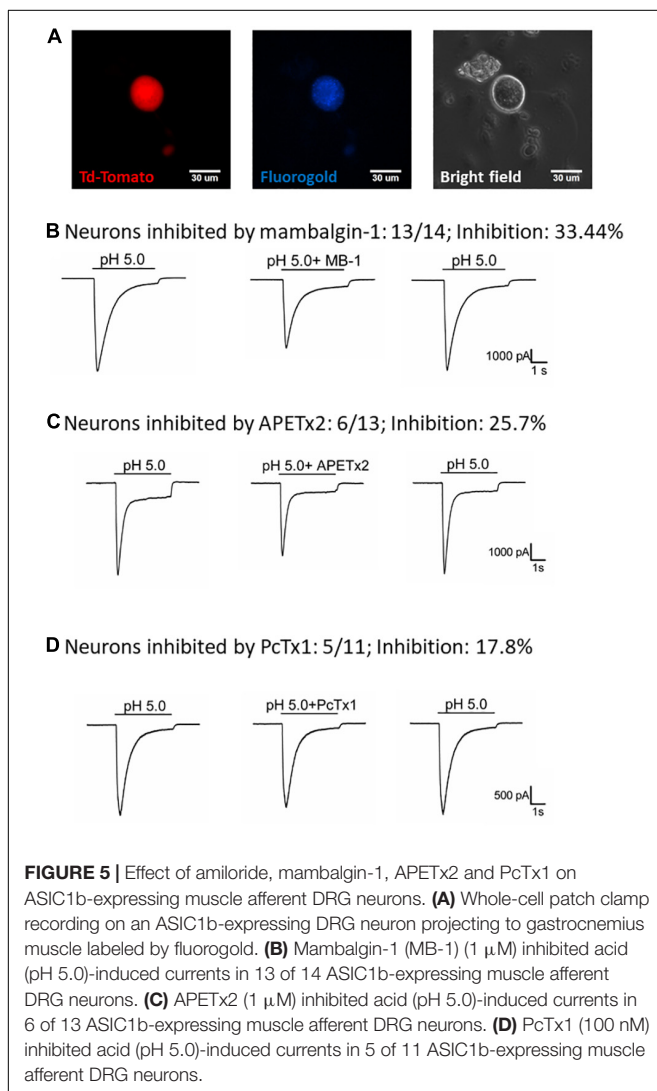 A
Td-Tomato
30 um
Fluorogold
30 um
Bright field
30 um
B Neurons inhibited by mambalgin-1: 13/14; Inhibition: 33.44%
pH 5.0
pH 5.0+ MB-1
pH 5.0
1000 pA
1 s
C Neurons inhibited by APETx2: 6/13; Inhibition: 25.7%
pH 5.0
pH 5.0+ APETx2
pH 5.0
1000 pA
1s
D Neurons inhibited by PcTx1: 5/11; Inhibition: 17.8%
pH 5.0
pH 5.0+PcTx1
pH 5.0
500 pA
1s
FIGURE 5 | Effect of amiloride, mambalgin-1, APETx2 and PcTx1 on
ASIC1b-expressing muscle afferent DRG neurons. (A) Whole-cell patch clamp
recording on an ASIC1b-expressing DRG neuron projecting to gastrocnemius
muscle labeled by fluorogold. (B) Mambalgin-1 (MB-1) (1 μM) inhibited acid
(pH 5.0)-induced currents in 13 of 14 ASIC1b-expressing muscle afferent
DRG neurons. (C) APETx2 (1 μM) inhibited acid (pH 5.0)-induced currents in
6 of 13 ASIC1b-expressing muscle afferent DRG neurons. (D) PcTx1 (100 nM)
inhibited acid (pH 5.0)-induced currents in 5 of 11 ASIC1b-expressing muscle
afferent DRG neurons.